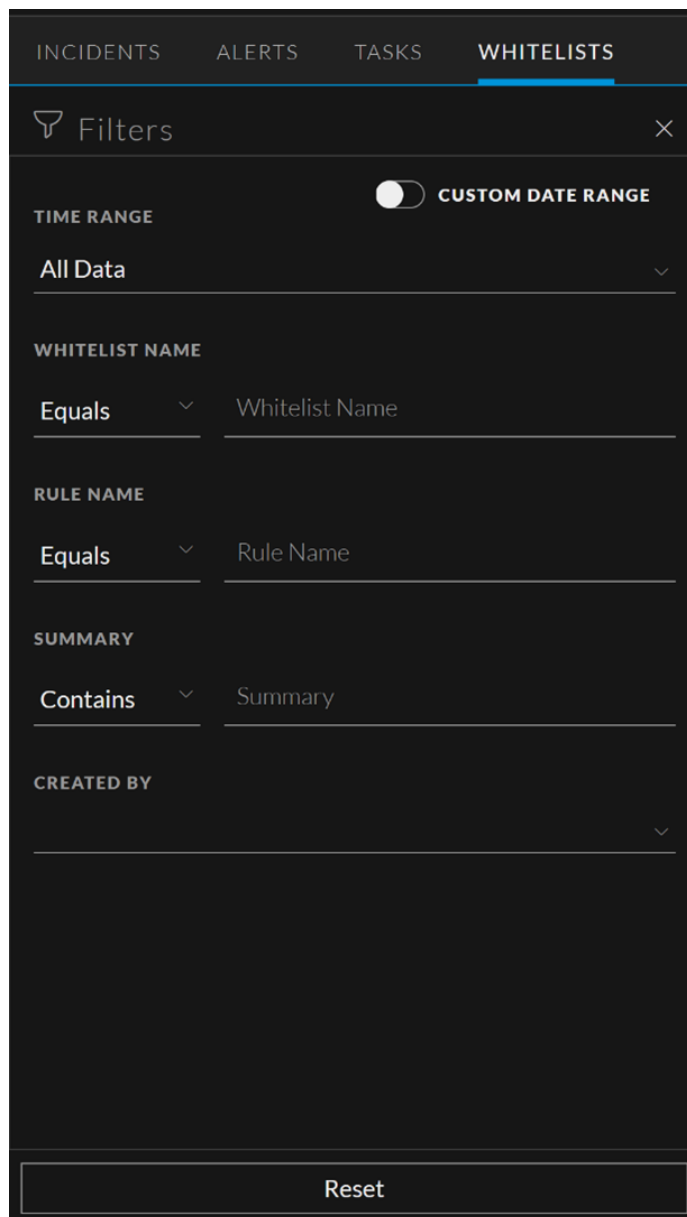 INCIDENTS ALERTS TASKS WHITELISTS
Filters
CUSTOM DATE RANGE
TIME RANGE
All Data
WHITELIST NAME
Equals Whitelist Name
RULE NAME
Equals Rule Name
SUMMARY
Contains Summary
CREATED BY
Reset